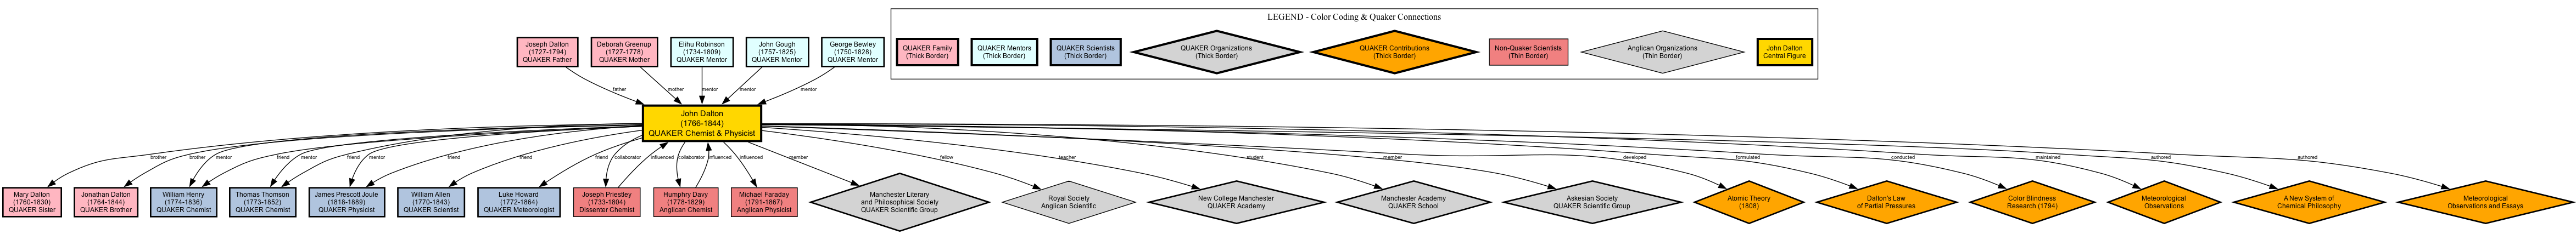 LEGEND - Color Coding & Quaker Connections
Joseph Dalton
(1727-1794)
QUAKER Father
Deborah Greenup
(1727-1778)
QUAKER Mother
Elihu Robinson
(1734-1809)
QUAKER Mentor
John Gough
(1757-1825)
QUAKER Mentor
George Bewley
(1750-1828)
QUAKER Mentor
QUAKER Family
(Thick Border)
QUAKER Mentors
(Thick Border)
QUAKER Scientists
(Thick Border)
QUAKER Organizations
(Thick Border)
QUAKER Contributions
(Thick Border)
Non-Quaker Scientists
(Thin Border)
Anglican Organizations
(Thin Border)
John Dalton
Central Figure
father
mother
mentor
mentor
mentor
John Dalton
(1766-1844)
QUAKER Chemist & Physicist
brother
brother
mentor
friend
mentor
friend
mentor
friend
friend
friend
collaborator
influenced
collaborator
influenced
influenced
member
fellow
teacher
student
member
developed
formulated
conducted
maintained
authored
authored
Mary Dalton
(1760-1830)
QUAKER Sister
Jonathan Dalton
(1764-1844)
QUAKER Brother
William Henry
(1774-1836)
QUAKER Chemist
Thomas Thomson
(1773-1852)
QUAKER Chemist
James Prescott Joule
(1818-1889)
QUAKER Physicist
William Allen
(1770-1843)
QUAKER Scientist
Luke Howard
(1772-1864)
QUAKER Meteorologist
Joseph Priestley
(1733-1804)
Dissenter Chemist
Humphry Davy
(1778-1829)
Anglican Chemist
Michael Faraday
(1791-1867)
Anglican Physicist
Manchester Literary
and Philosophical Society
QUAKER Scientific Group
Royal Society
Anglican Scientific
New College Manchester
QUAKER Academy
Manchester Academy
QUAKER School
Askesian Society
QUAKER Scientific Group
Atomic Theory
(1808)
Dalton's Law
of Partial Pressures
Color Blindness
Research (1794)
Meteorological
Observations
A New System of
Chemical Philosophy
Meteorological
Observations and Essays